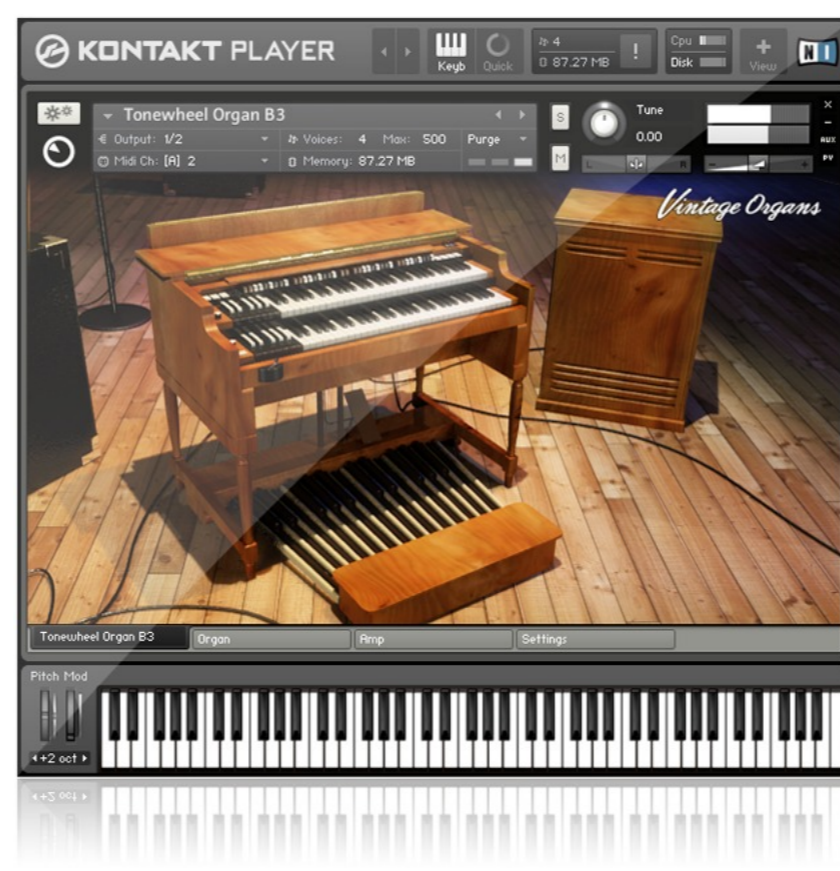 KONTAKT PLAYER
Keyb
Quick
4
0 87.27 MB
!
Cpu
Disk
View
NI
Tonewheel Organ B3
Output: 1/2
Voices: 4 Max: 500
Purge
Midi Ch: [A] 2
Memory: 87.27 MB
S
M
Tune
0.00
L R
- +
AUX
PV
Vintage Organs
Tonewheel Organ B3
Organ
Amp
Settings
Pitch Mod
+2 oct